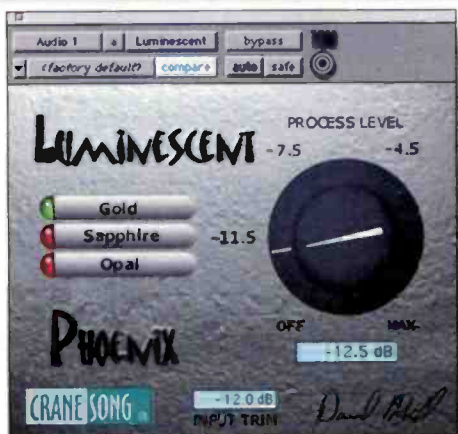 Audio 1 a Luminescent bypass
<factory default> compare auto safe
LUMINESCENT
PROCESS LEVEL
-7.5 -4.5
Gold
Sapphire
Opal
-11.5
OFF MAX
PHOENIX
-12.5 dB
CRANE SONG
-12.0 dB
INPUT TRIM